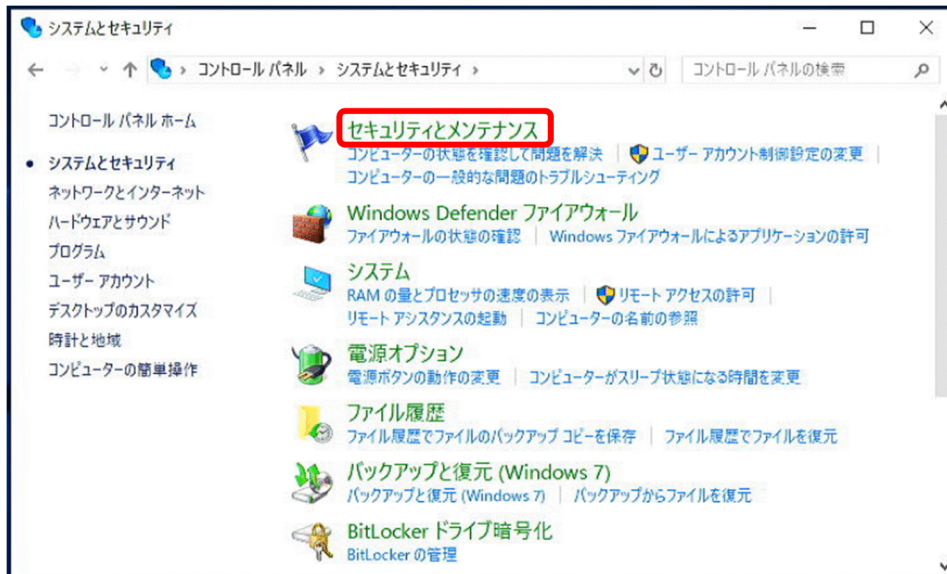 システムとセキュリティ
コントロール パネル › システムとセキュリティ ›
コントロール パネルの検索
コントロール パネル ホーム
システムとセキュリティ
ネットワークとインターネット
ハードウェアとサウンド
プログラム
ユーザー アカウント
デスクトップのカスタマイズ
時計と地域
コンピューターの簡単操作
セキュリティとメンテナンス
コンピューターの状態を確認して問題を解決 | ユーザー アカウント制御設定の変更 |
コンピューターの一般的な問題のトラブルシューティング
Windows Defender ファイアウォール
ファイアウォールの状態の確認 | Windows ファイアウォールによるアプリケーションの許可
システム
RAM の量とプロセッサの速度の表示 | リモート アクセスの許可 |
リモート アシスタンスの起動 | コンピューターの名前の参照
電源オプション
電源ボタンの動作の変更 | コンピューターがスリープ状態になる時間を変更
ファイル履歴
ファイル履歴でファイルのバックアップ コピーを保存 | ファイル履歴でファイルを復元
バックアップと復元 (Windows 7)
バックアップと復元 (Windows 7) | バックアップからファイルを復元
BitLocker ドライブ暗号化
BitLocker の管理